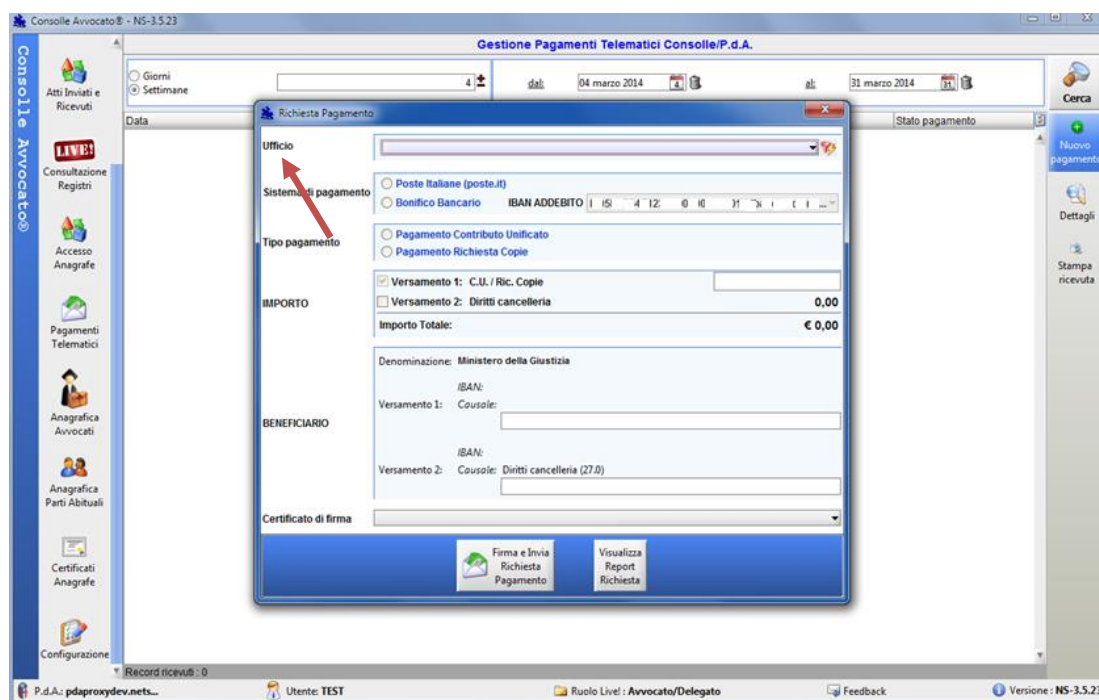 Consolle Avvocato® - NS-3.5.23
Consolle Avvocato®
Atti Inviati e
Ricevuti
LIVE!
Consultazione
Registri
Accesso
Anagrafe
Pagamenti
Telematici
Anagrafica
Avvocati
Anagrafica
Parti Abituali
Certificati
Anagrafe
Configurazione
Gestione Pagamenti Telematici Consolle/P.d.A.
Giorni
Settimane
4
dal:
04 marzo 2014
4
al:
31 marzo 2014
31
Data
Stato pagamento
Richiesta Pagamento
Ufficio
Sistema di pagamento
Poste Italiane (poste.it)
Bonifico Bancario IBAN ADDEBITO
Tipo pagamento
Pagamento Contributo Unificato
Pagamento Richiesta Copie
IMPORTO
Versamento 1: C.U. / Ric. Copie
Versamento 2: Diritti cancelleria 0,00
Importo Totale: € 0,00
BENEFICIARIO
Denominazione: Ministero della Giustizia
IBAN:
Versamento 1: Causale:
IBAN:
Versamento 2: Causale: Diritti cancelleria (27.0)
Certificato di firma
Firma e Invia
Richiesta
Pagamento
Visualizza
Report
Richiesta
Cerca
Nuovo
pagamento
Dettagli
Stampa
ricevuta
Record ricevuti : 0
P.d.A.: pdaproxydev.nets...
Utente: TEST
Ruolo Live! : Avvocato/Delegato
Feedback
Versione : NS-3.5.23